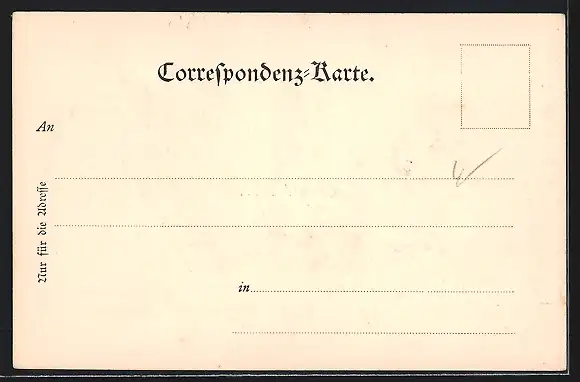 Correſpondenz-Karte.
An
Nur für die Adreſſe
in